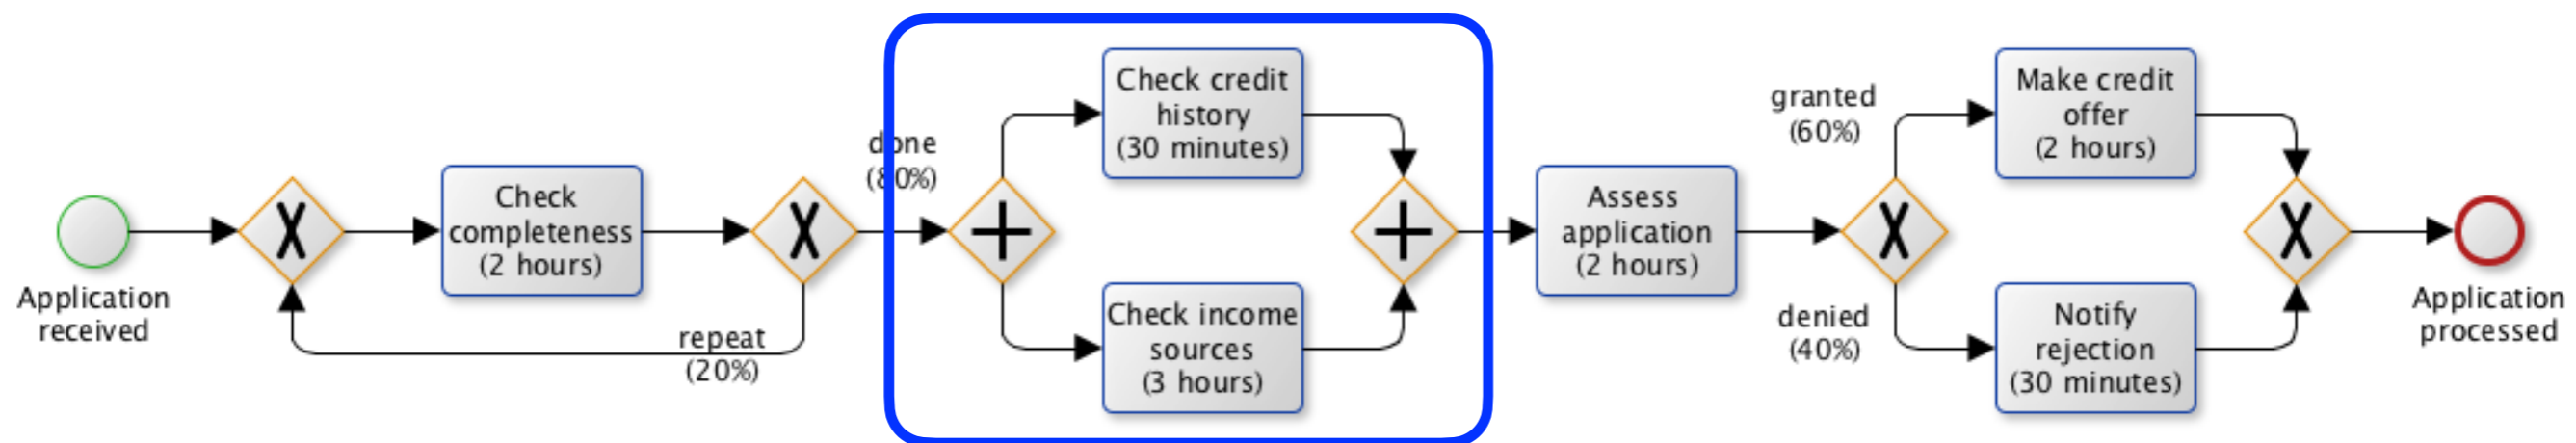 Application
received
Check
completeness
(2 hours)
repeat
(20%)
done
(80%)
Check credit
history
(30 minutes)
Check income
sources
(3 hours)
Assess
application
(2 hours)
granted
(60%)
denied
(40%)
Make credit
offer
(2 hours)
Notify
rejection
(30 minutes)
Application
processed